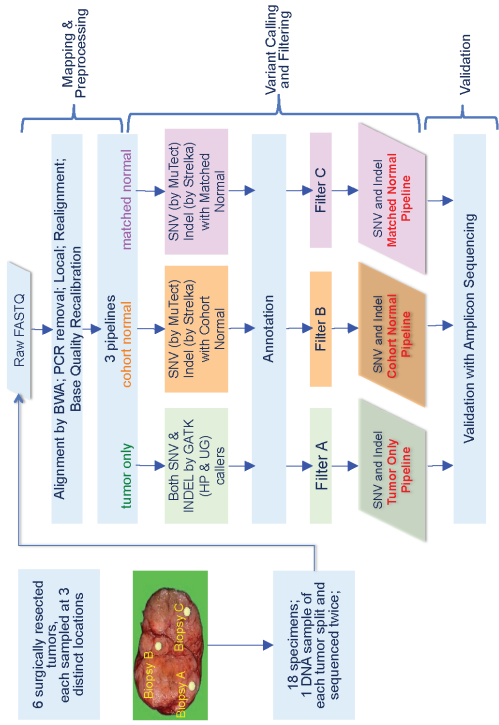 6 surgically resected
tumors,
each sampled at 3
distinct locations
Biopsy A
Biopsy B
Biopsy C
18 specimens;
1 DNA sample of
each tumor split and
sequenced twice;
Raw FASTQ
Alignment by BWA; PCR removal; Local; Realignment;
Base Quality Recalibration
Mapping &
Preprocessing
3 pipelines
tumor only
cohort normal
matched normal
Both SNV &
INDEL by GATK
(HP & UG)
callers
SNV (by MuTect)
Indel (by Strelka)
with Cohort
Normal
SNV (by MuTect)
Indel (by Strelka)
with Matched
Normal
Variant Calling
and Filtering
Annotation
Filter A
Filter B
Filter C
SNV and Indel
Tumor Only
Pipeline
SNV and Indel
Cohort Normal
Pipeline
SNV and Indel
Matched Normal
Pipeline
Validation with Amplicon Sequencing
Validation